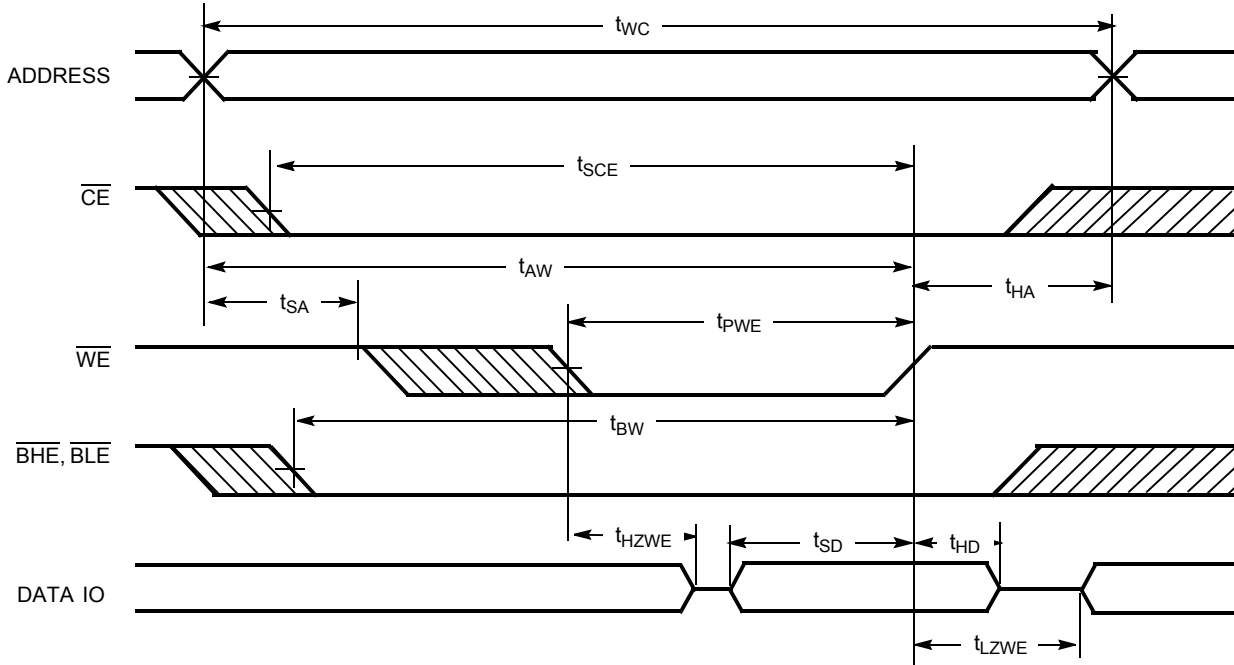 tWC
ADDRESS
tSCE
CE
tAW
tSA
tHA
tPWE
WE
tBW
BHE, BLE
tHZWE
tSD
tHD
DATA IO
tLZWE